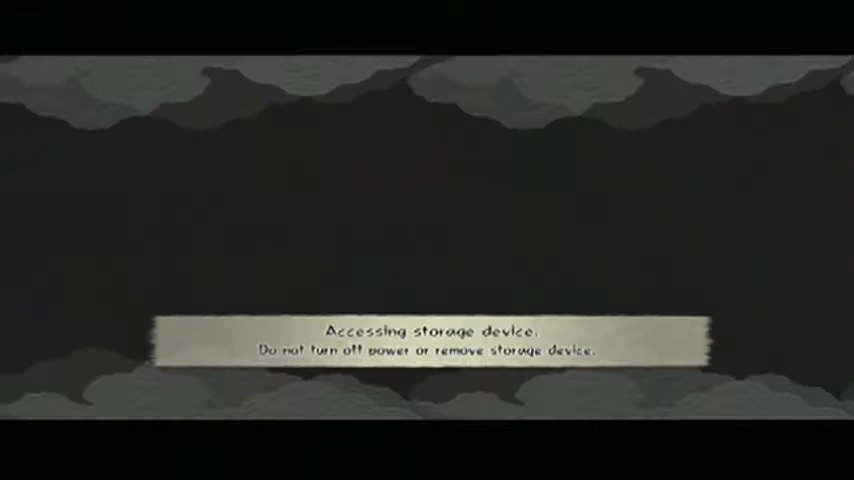 Accessing storage device.
Do not turn off power or remove storage device.